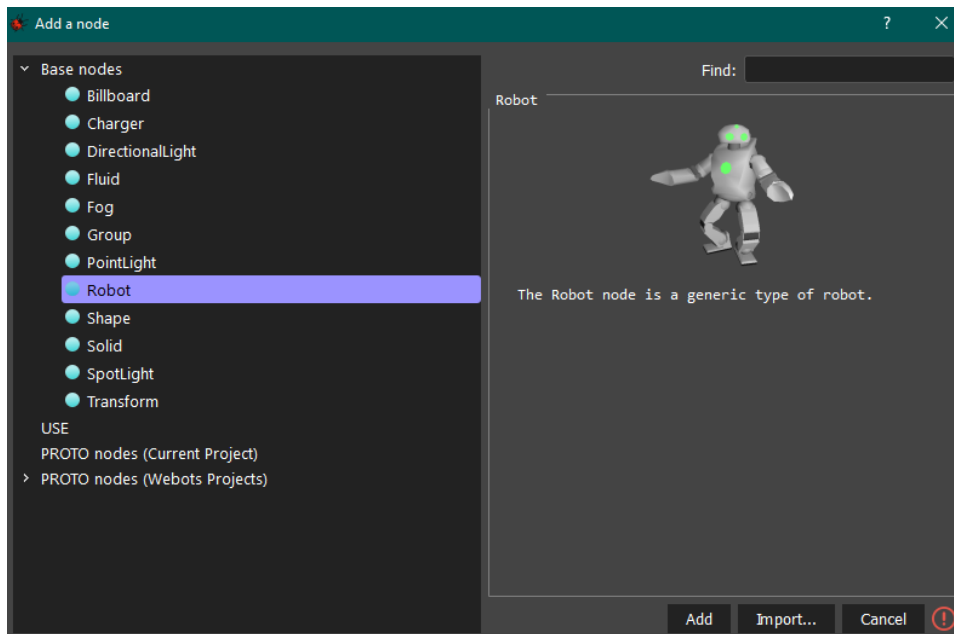 Add a node
?
Base nodes
Billboard
Charger
DirectionalLight
Fluid
Fog
Group
PointLight
Robot
Shape
Solid
SpotLight
Transform
USE
PROTO nodes (Current Project)
PROTO nodes (Webots Projects)
Find:
Robot
The Robot node is a generic type of robot.
Add
Import...
Cancel